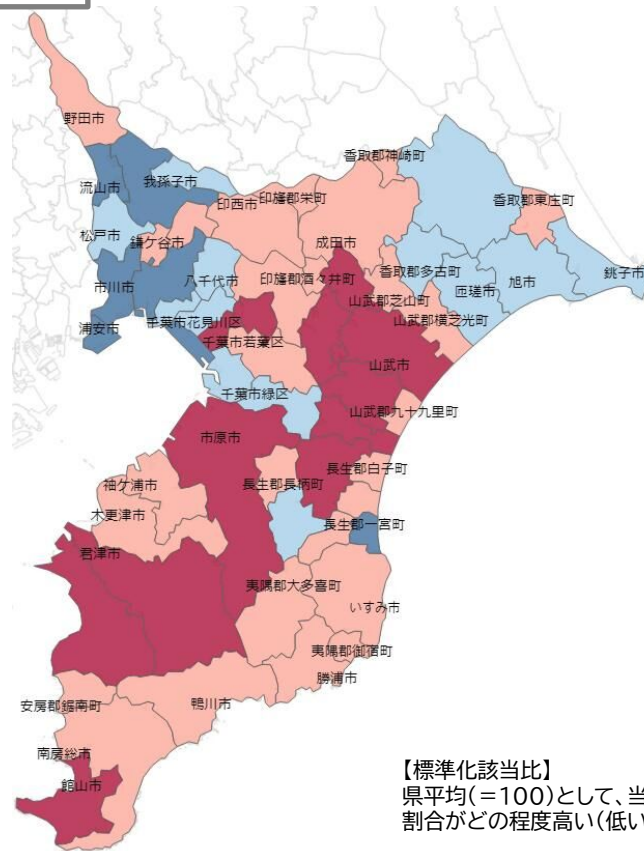 野田市
香取郡神崎町
流山市
我孫子市
印西市
印旛郡栄町
香取郡東庄町
松戸市
鎌ケ谷市
成田市
市川市
八千代市
印旛郡酒々井町
香取郡多古町
匝瑳市
旭市
銚子市
浦安市
千葉市花見川区
山武郡芝山町
山武郡横芝光町
千葉市若葉区
山武市
千葉市緑区
山武郡九十九里町
市原市
長生郡白子町
袖ケ浦市
長生郡長柄町
木更津市
長生郡一宮町
君津市
夷隅郡大多喜町
いすみ市
夷隅郡御宿町
勝浦市
安房郡鋸南町
鴨川市
南房総市
館山市
【標準化該当比】
県平均(=100)として、当
割合がどの程度高い(低い